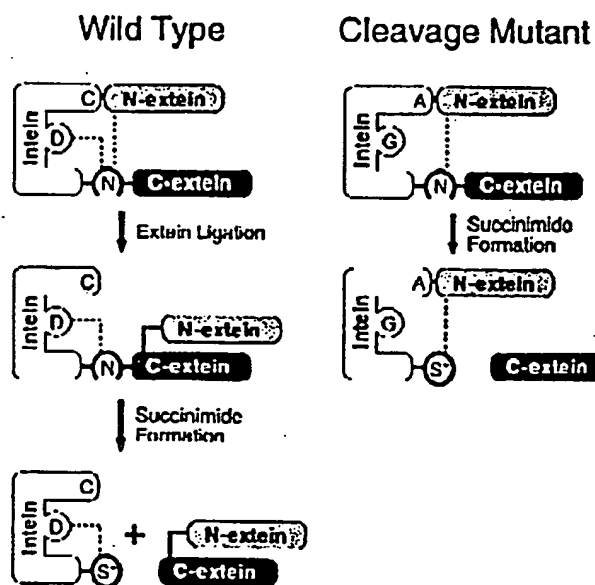 Wild Type
Cleavage Mutant
C N-extein
Intein
D
N C-extein
A N-extein
Intein
G
N C-extein
Extein Ligation
Succinimide
Formation
C
Intein
D
N-extein
N C-extein
A N-extein
Intein
G
S* C-extein
Succinimide
Formation
C
Intein
D
+
N-extein
S* C-extein